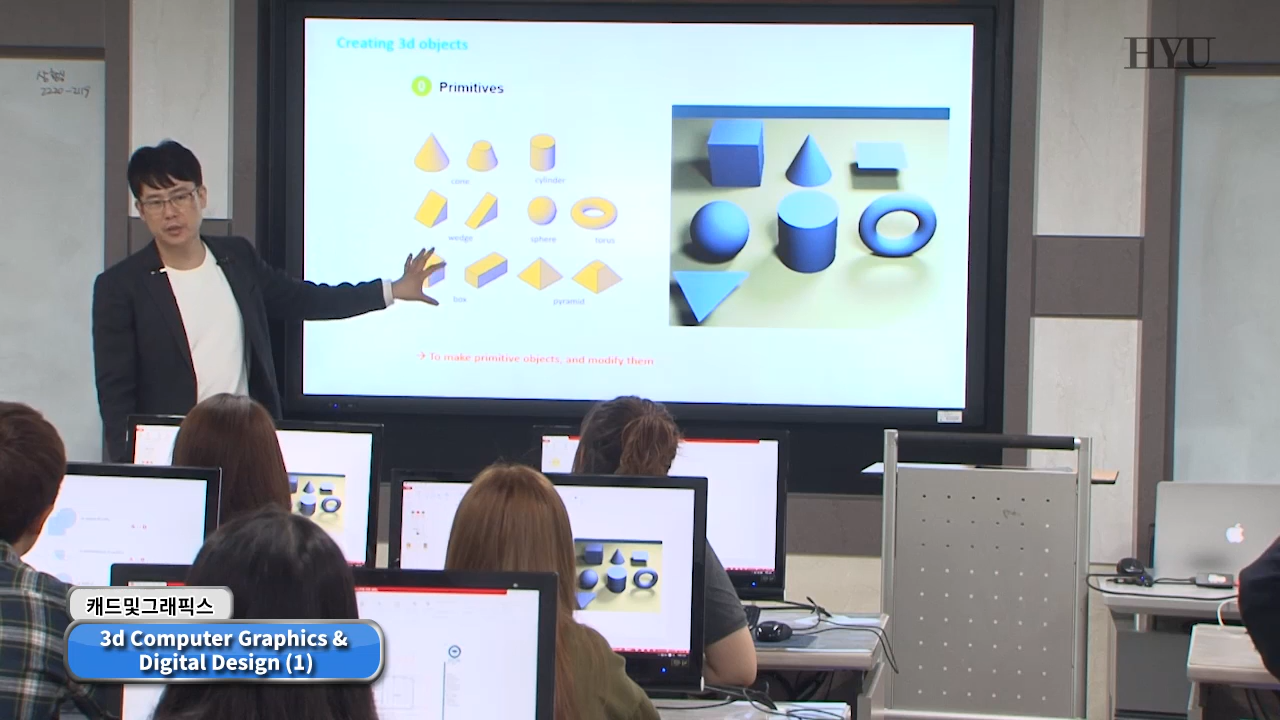 Creating 3d objects
HYU
Primitives
cone
cylinder
wedge
sphere
torus
box
pyramid
→ To make primitive objects, and modify them
캐드및그래픽스
3d Computer Graphics &
Digital Design (1)